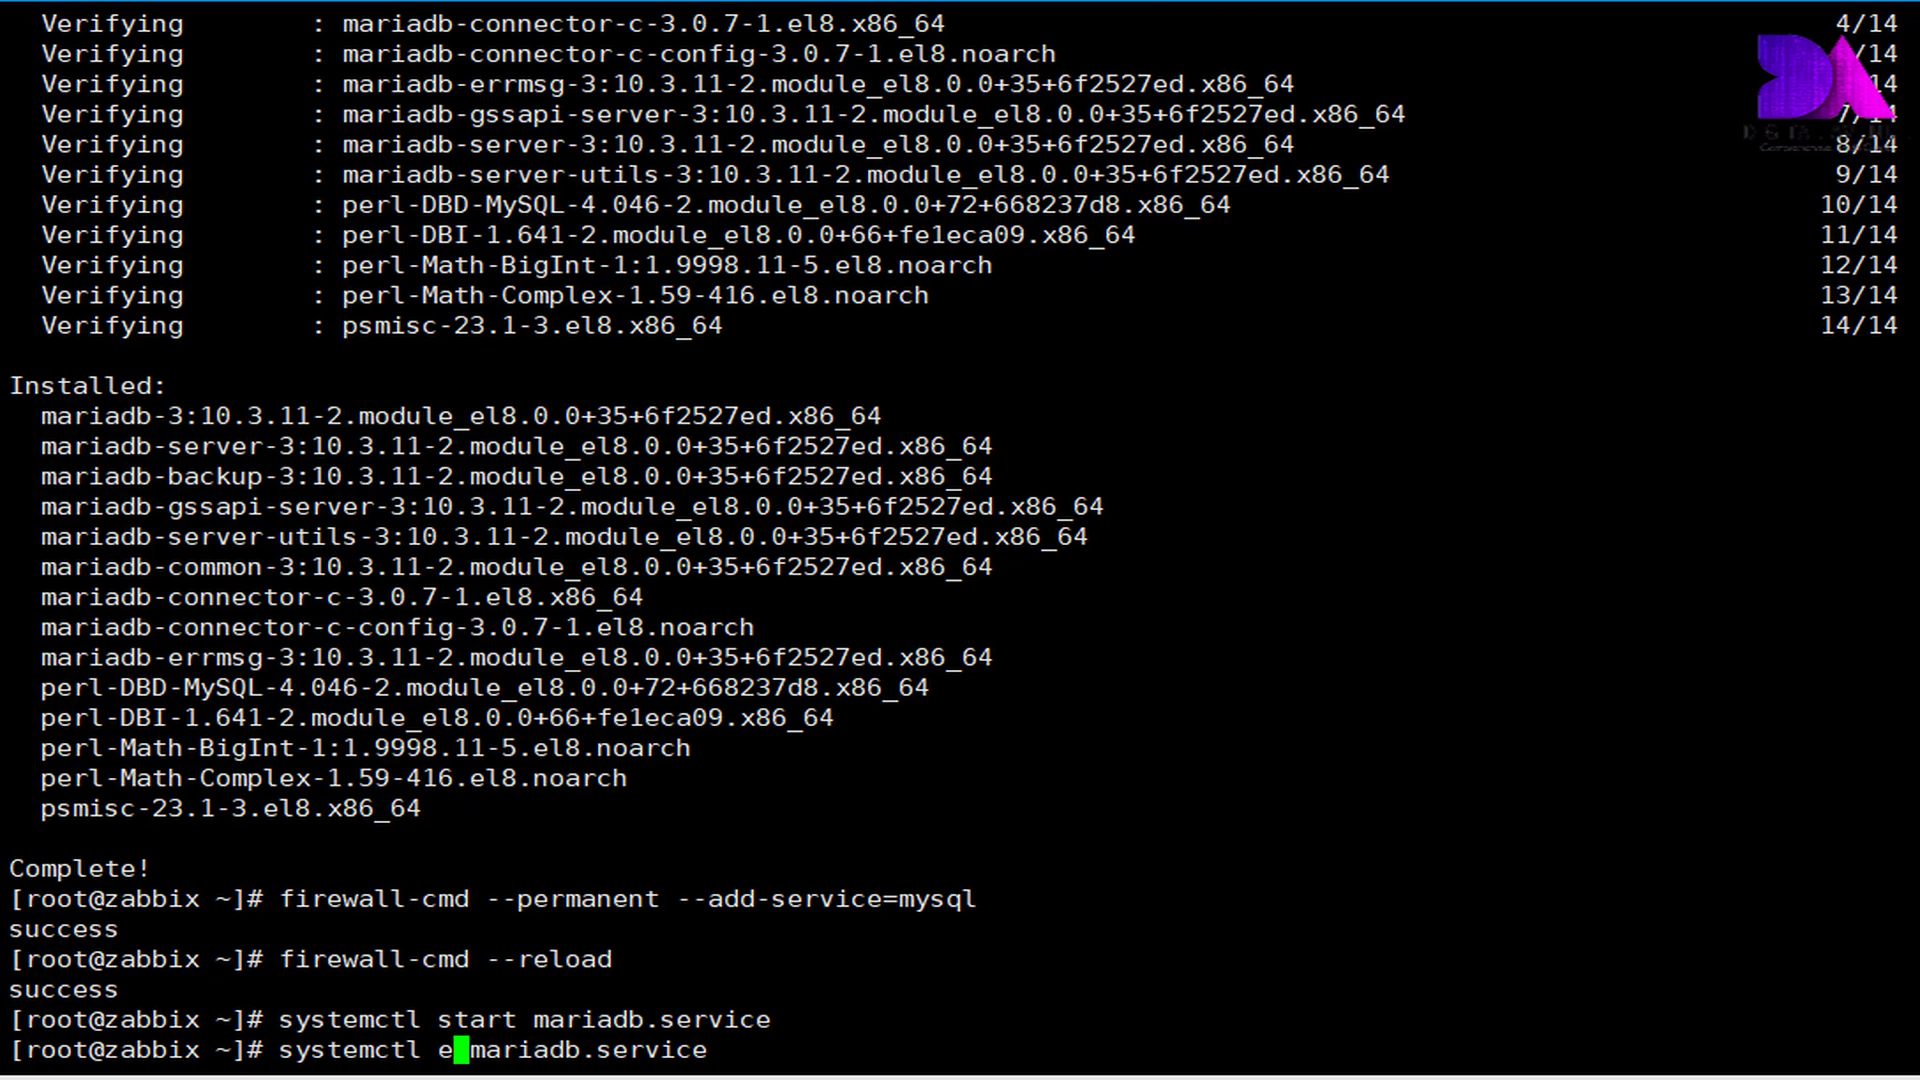 Verifying : mariadb-connector-c-3.0.7-1.el8.x86_64 4/14
Verifying : mariadb-connector-c-config-3.0.7-1.el8.noarch /14
Verifying : mariadb-errmsg-3:10.3.11-2.module_el8.0.0+35+6f2527ed.x86_64 14
Verifying : mariadb-gssapi-server-3:10.3.11-2.module_el8.0.0+35+6f2527ed.x86_64 7/14
Verifying : mariadb-server-3:10.3.11-2.module_el8.0.0+35+6f2527ed.x86_64 8/14
Verifying : mariadb-server-utils-3:10.3.11-2.module_el8.0.0+35+6f2527ed.x86_64 9/14
Verifying : perl-DBD-MySQL-4.046-2.module_el8.0.0+72+668237d8.x86_64 10/14
Verifying : perl-DBI-1.641-2.module_el8.0.0+66+fe1eca09.x86_64 11/14
Verifying : perl-Math-BigInt-1:1.9998.11-5.el8.noarch 12/14
Verifying : perl-Math-Complex-1.59-416.el8.noarch 13/14
Verifying : psmisc-23.1-3.el8.x86_64 14/14
Installed:
mariadb-3:10.3.11-2.module_el8.0.0+35+6f2527ed.x86_64
mariadb-server-3:10.3.11-2.module_el8.0.0+35+6f2527ed.x86_64
mariadb-backup-3:10.3.11-2.module_el8.0.0+35+6f2527ed.x86_64
mariadb-gssapi-server-3:10.3.11-2.module_el8.0.0+35+6f2527ed.x86_64
mariadb-server-utils-3:10.3.11-2.module_el8.0.0+35+6f2527ed.x86_64
mariadb-common-3:10.3.11-2.module_el8.0.0+35+6f2527ed.x86_64
mariadb-connector-c-3.0.7-1.el8.x86_64
mariadb-connector-c-config-3.0.7-1.el8.noarch
mariadb-errmsg-3:10.3.11-2.module_el8.0.0+35+6f2527ed.x86_64
perl-DBD-MySQL-4.046-2.module_el8.0.0+72+668237d8.x86_64
perl-DBI-1.641-2.module_el8.0.0+66+fe1eca09.x86_64
perl-Math-BigInt-1:1.9998.11-5.el8.noarch
perl-Math-Complex-1.59-416.el8.noarch
psmisc-23.1-3.el8.x86_64
Complete!
[root@zabbix ~]# firewall-cmd --permanent --add-service=mysql
success
[root@zabbix ~]# firewall-cmd --reload
success
[root@zabbix ~]# systemctl start mariadb.service
[root@zabbix ~]# systemctl e mariadb.service